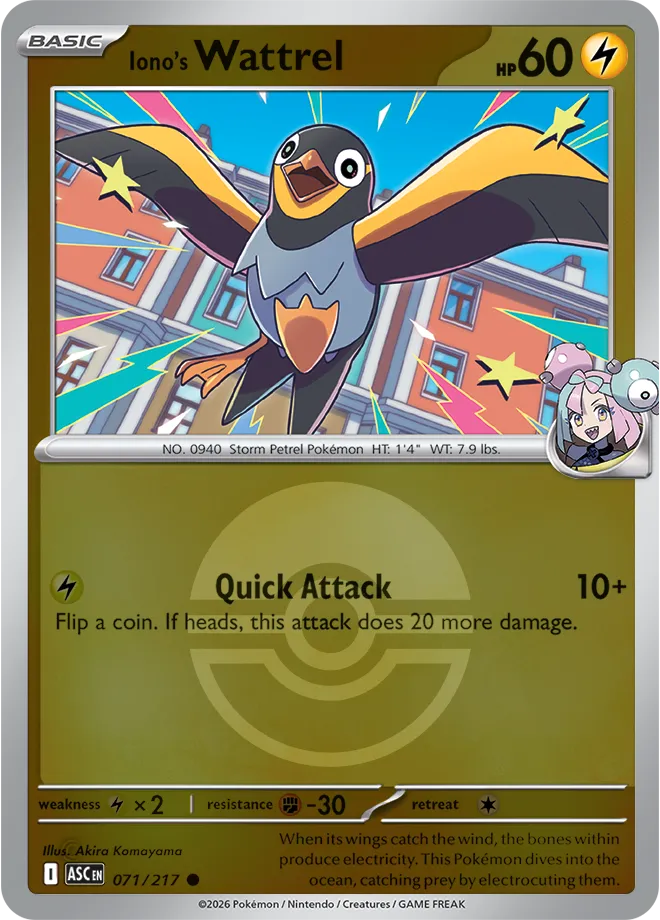 BASIC
Iono's Wattrel HP 60
NO. 0940 Storm Petrel Pokémon HT: 1'4" WT: 7.9 lbs.
Quick Attack 10+
Flip a coin. If heads, this attack does 20 more damage.
weakness ×2 resistance -30 retreat
Illus. Akira Komayama
When its wings catch the wind, the bones within
produce electricity. This Pokémon dives into the
ocean, catching prey by electrocuting them.
I ASC EN 071/217
©2026 Pokémon / Nintendo / Creatures / GAME FREAK